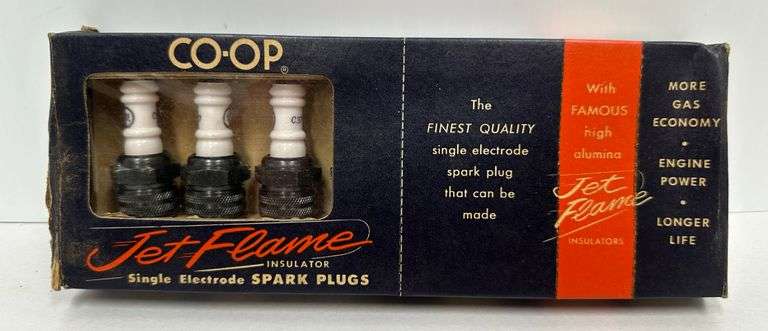 CO-OP®
Jet Flame
INSULATOR
Single Electrode SPARK PLUGS
The
FINEST QUALITY
single electrode
spark plug
that can be
made
With
FAMOUS
high
alumina
Jet
Flame
INSULATORS
MORE
GAS
ECONOMY
•
ENGINE
POWER
•
LONGER
LIFE